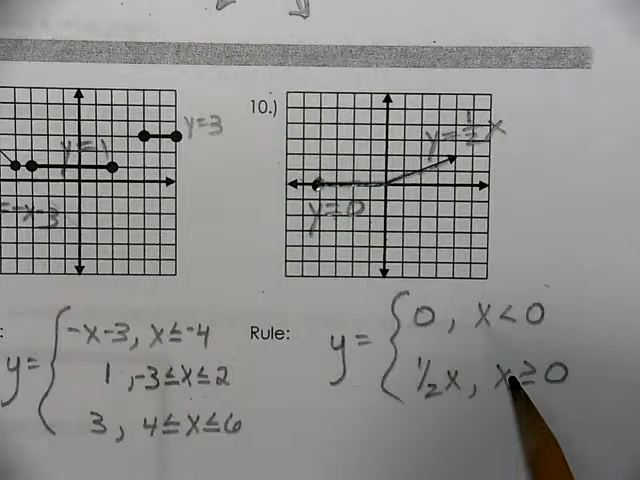 y=3
y=1
=-x-3
10.)
y=½x
y=0
:
y= { -x-3, x≤-4
1, -3≤x≤2
3, 4≤x≤6
Rule:
y= { 0, x<0
½x, x≥0